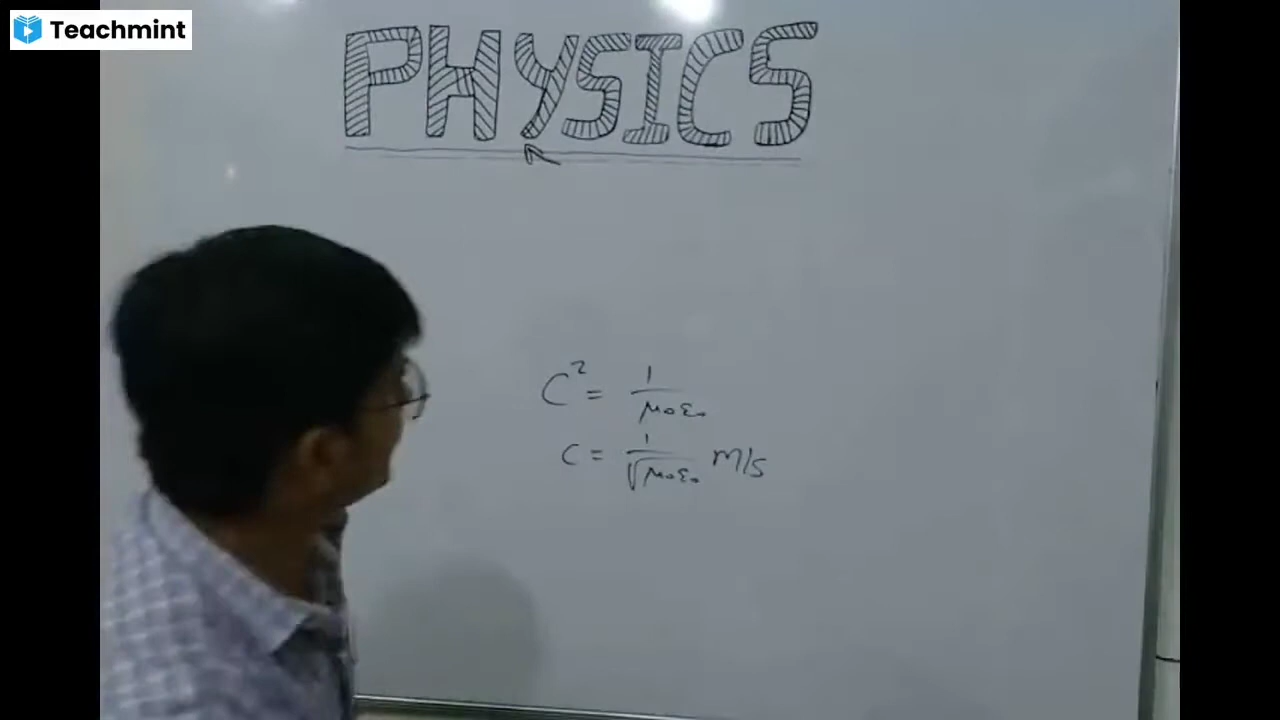 Teachmint
PHYSICS
C² = 1/μ₀ε₀
C = 1/√μ₀ε₀ m/s